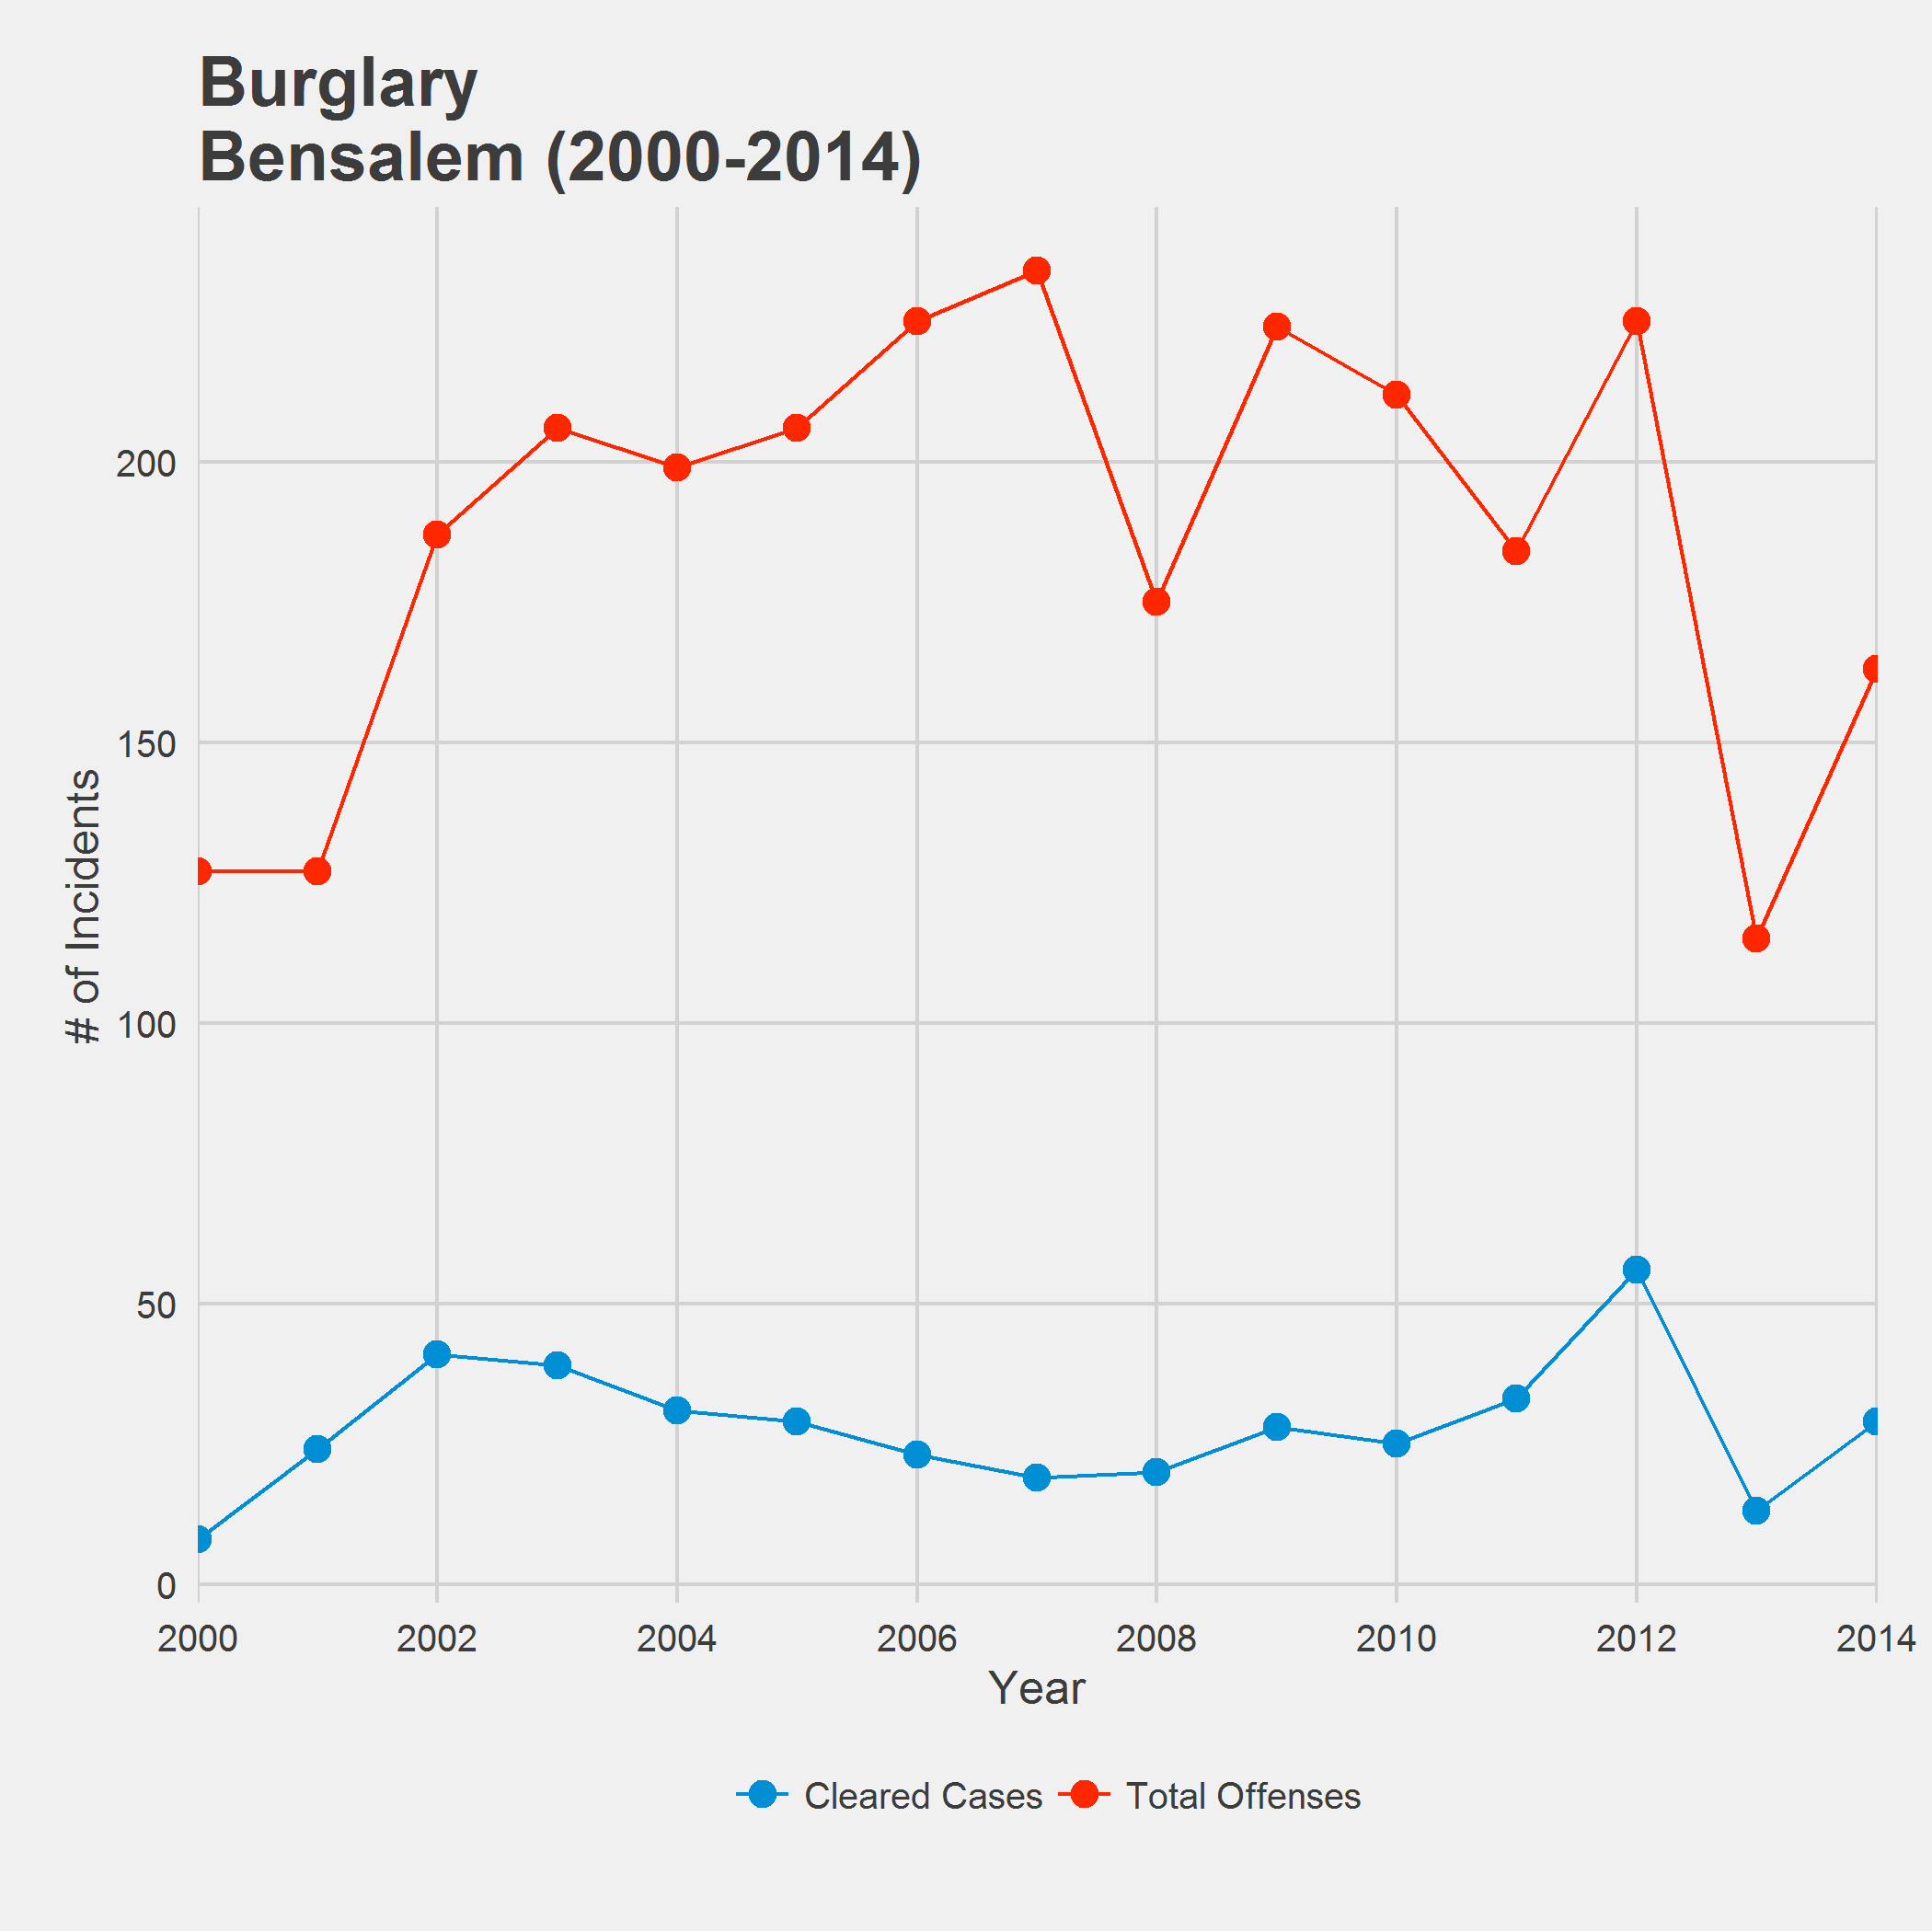 Burglary
Bensalem (2000-2014)
# of Incidents
200
150
100
50
0
2000 2002 2004 2006 2008 2010 2012 2014
Year
Cleared Cases Total Offenses